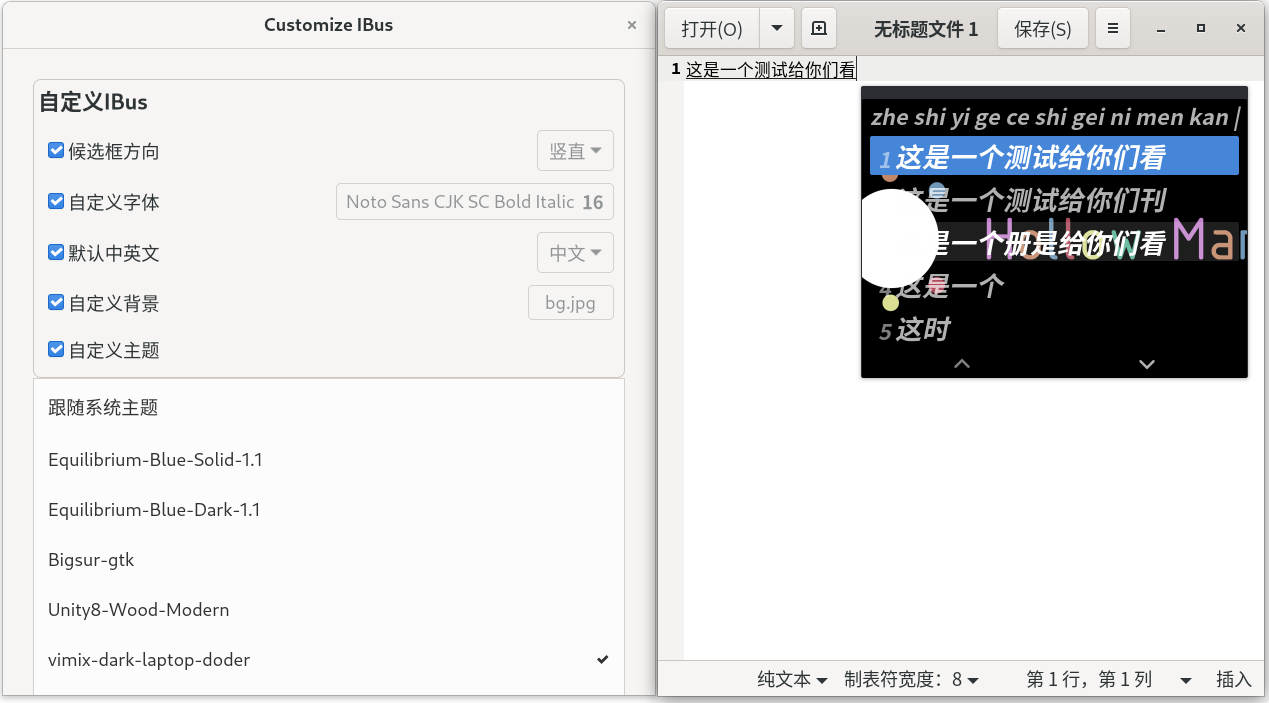 Customize IBus
自定义IBus
候选框方向
竖直
自定义字体
Noto Sans CJK SC Bold Italic 16
默认中英文
中文
自定义背景
bg.jpg
自定义主题
跟随系统主题
Equilibrium-Blue-Solid-1.1
Equilibrium-Blue-Dark-1.1
Bigsur-gtk
Unity8-Wood-Modern
vimix-dark-laptop-doder
打开(O)
无标题文件 1
保存(S)
1 这是一个测试给你们看
zhe shi yi ge ce shi gei ni men kan |
1 这是一个测试给你们看
这是一个测试给你们刊
是一个册是给你们看
Hollow Man
4 这是一个
5 这时
纯文本
制表符宽度：8
第 1 行，第 1 列
插入